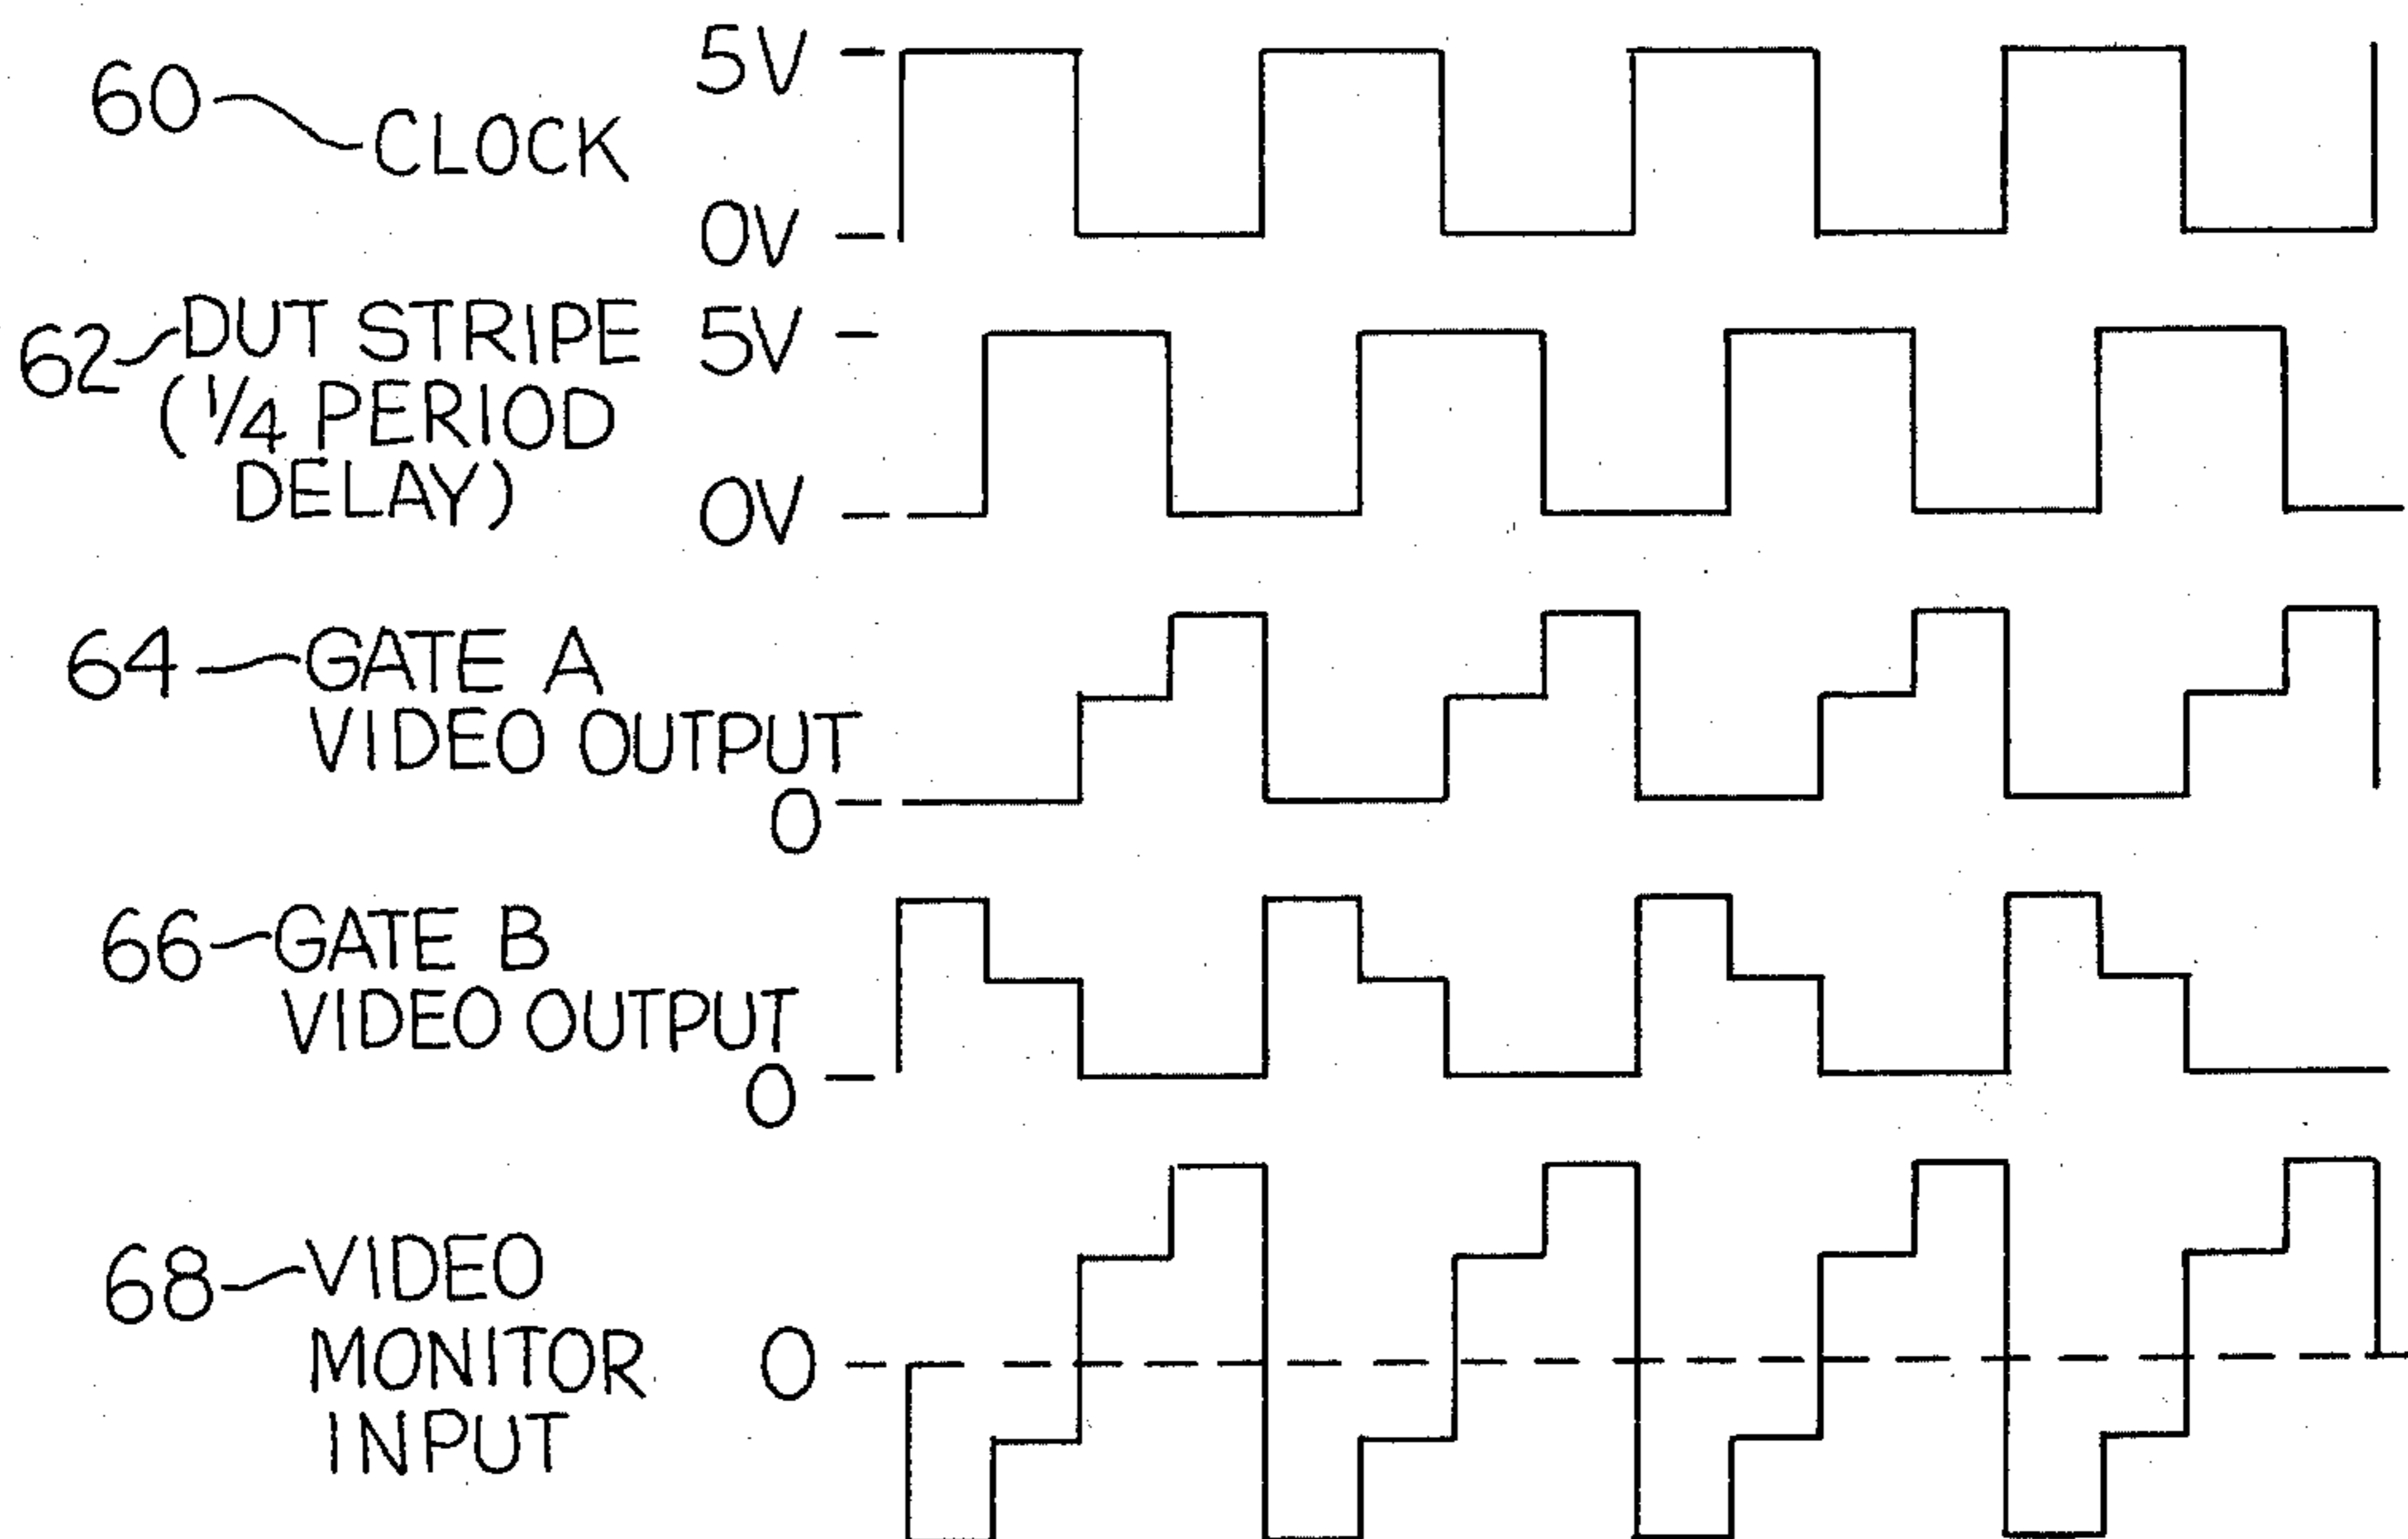 5V
60 CLOCK
0V
62 DUT STRIPE 5V
(1/4 PERIOD
DELAY) 0V
64 GATE A
VIDEO OUTPUT
0
66 GATE B
VIDEO OUTPUT
0
68 VIDEO
MONITOR 0
INPUT